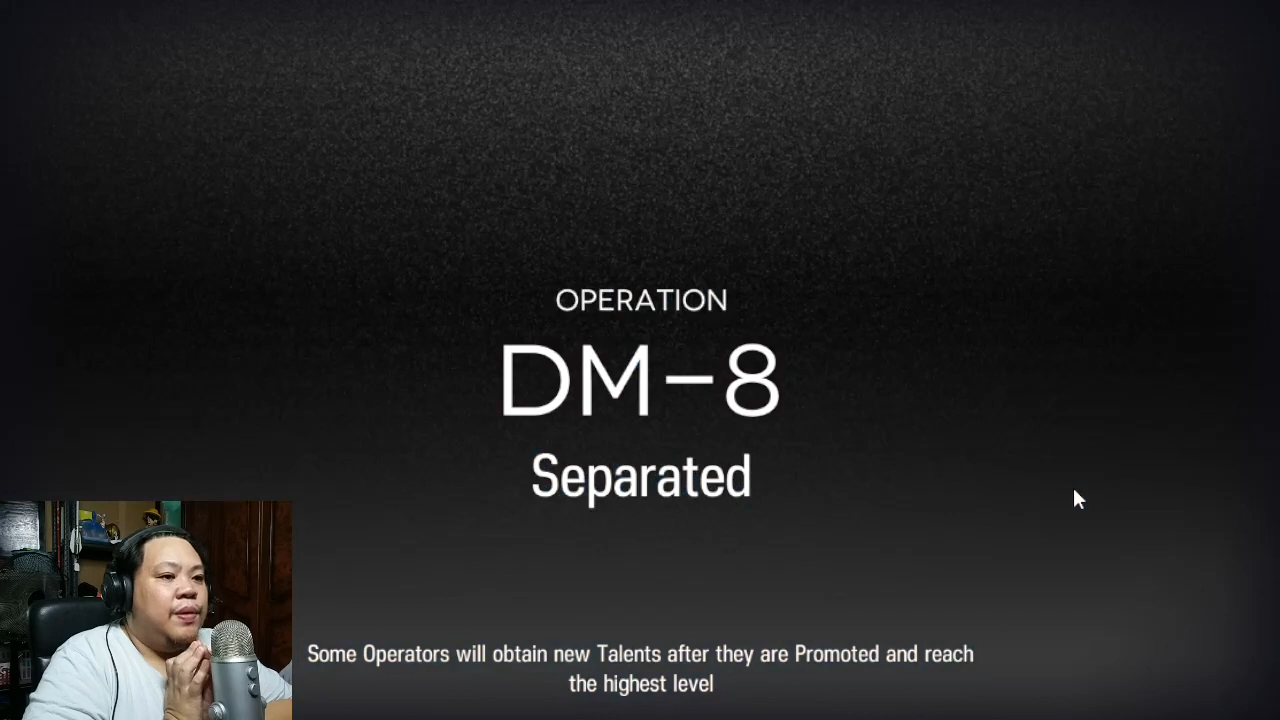 OPERATION
DM-8
Separated
Some Operators will obtain new Talents after they are Promoted and reach
the highest level